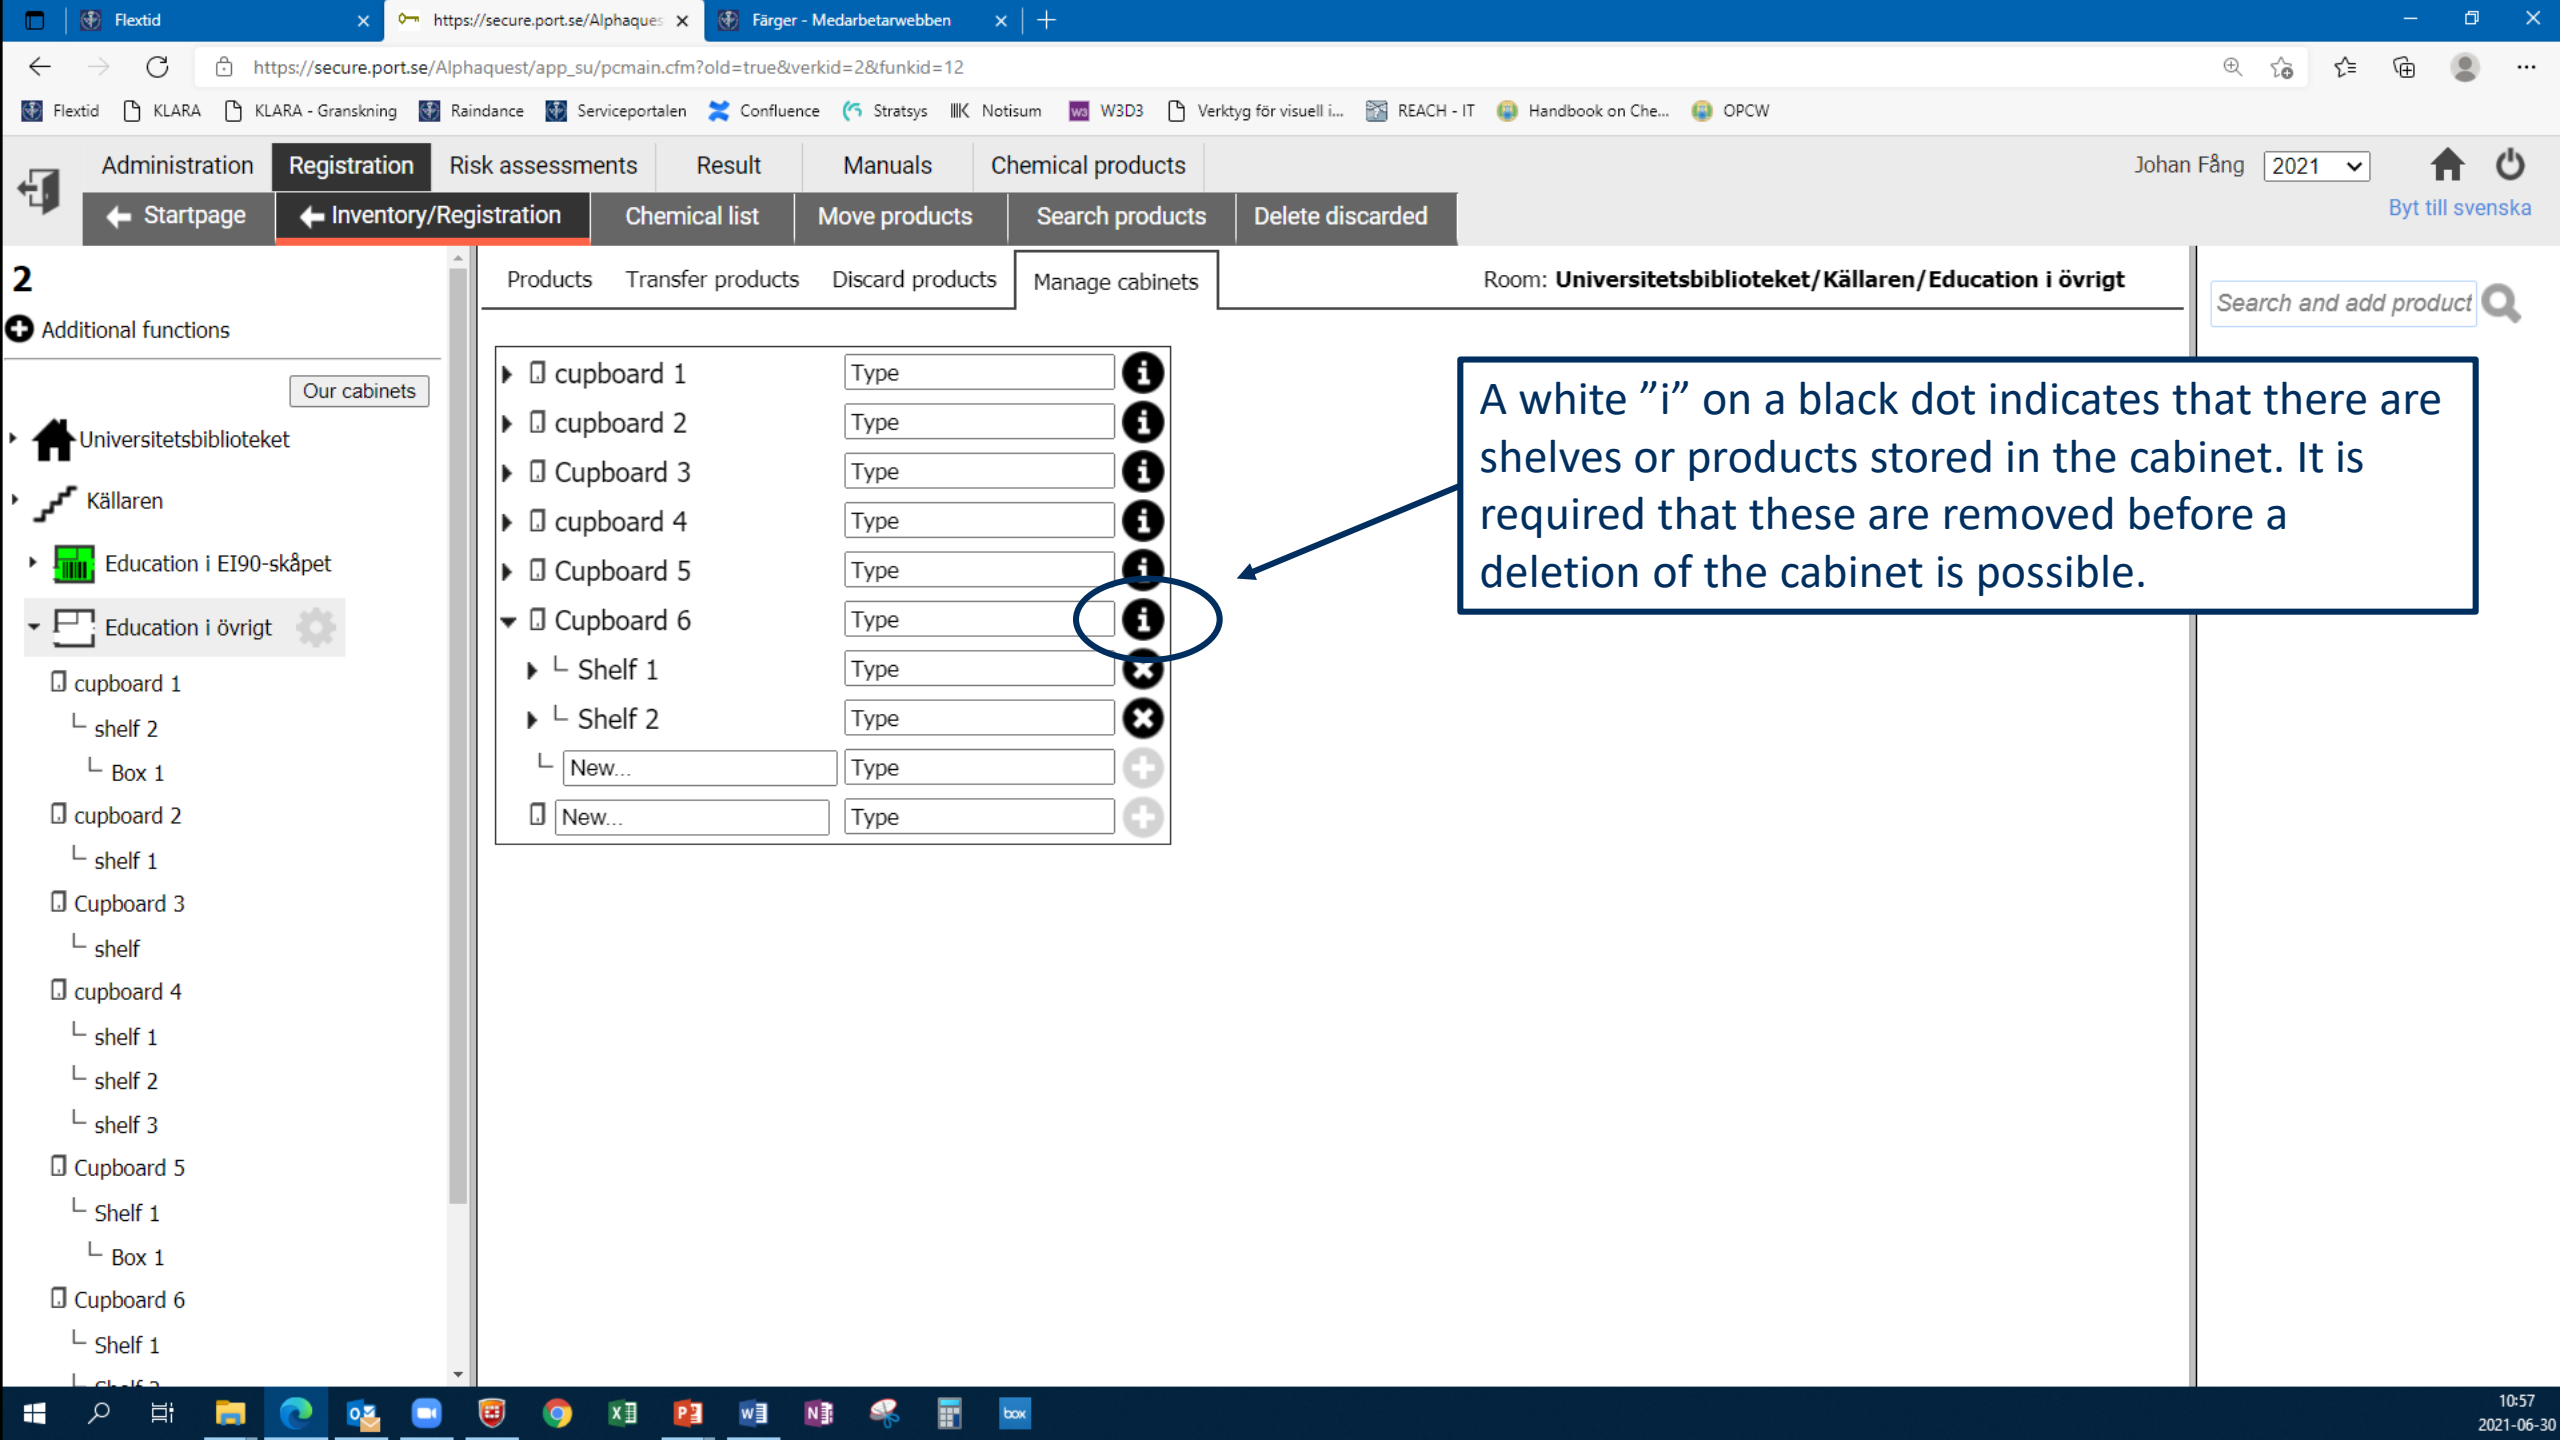 Flextid
https://secure.port.se/Alphaques
Färger - Medarbetarwebben
https://secure.port.se/Alphaquest/app_su/pcmain.cfm?old=true&verkid=2&funkid=12
Flextid KLARA KLARA - Granskning Raindance Serviceportalen Confluence Stratsys Notisum W3D3 Verktyg för visuell i... REACH - IT Handbook on Che... OPCW
Administration Registration Risk assessments Result Manuals Chemical products
Johan Fång 2021
Startpage Inventory/Registration Chemical list Move products Search products Delete discarded
Byt till svenska
2
Additional functions
Our cabinets
Universitetsbiblioteket
Källaren
Education i EI90-skåpet
Education i övrigt
cupboard 1
shelf 2
Box 1
cupboard 2
shelf 1
Cupboard 3
shelf
cupboard 4
shelf 1
shelf 2
shelf 3
Cupboard 5
Shelf 1
Box 1
Cupboard 6
Shelf 1
Products Transfer products Discard products Manage cabinets
Room: Universitetsbiblioteket/Källaren/Education i övrigt
Search and add product
cupboard 1 Type
cupboard 2 Type
Cupboard 3 Type
cupboard 4 Type
Cupboard 5 Type
Cupboard 6 Type
Shelf 1 Type
Shelf 2 Type
New... Type
New... Type
A white ”i” on a black dot indicates that there are
shelves or products stored in the cabinet. It is
required that these are removed before a
deletion of the cabinet is possible.
box
10:57
2021-06-30